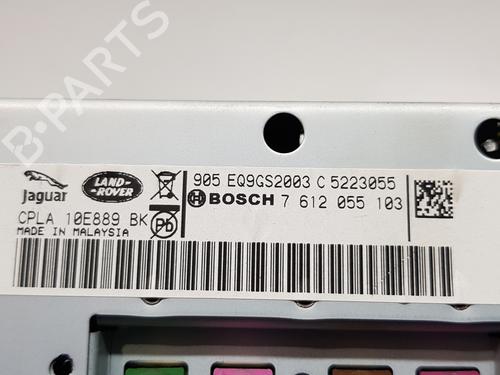 B-PARTS
905 EQ9GS2003 C 5223055
BOSCH 7 612 055 103
JAGUAR
LAND-
ROVER
CPLA 10E889 BK
Pb
MADE IN MALAYSIA